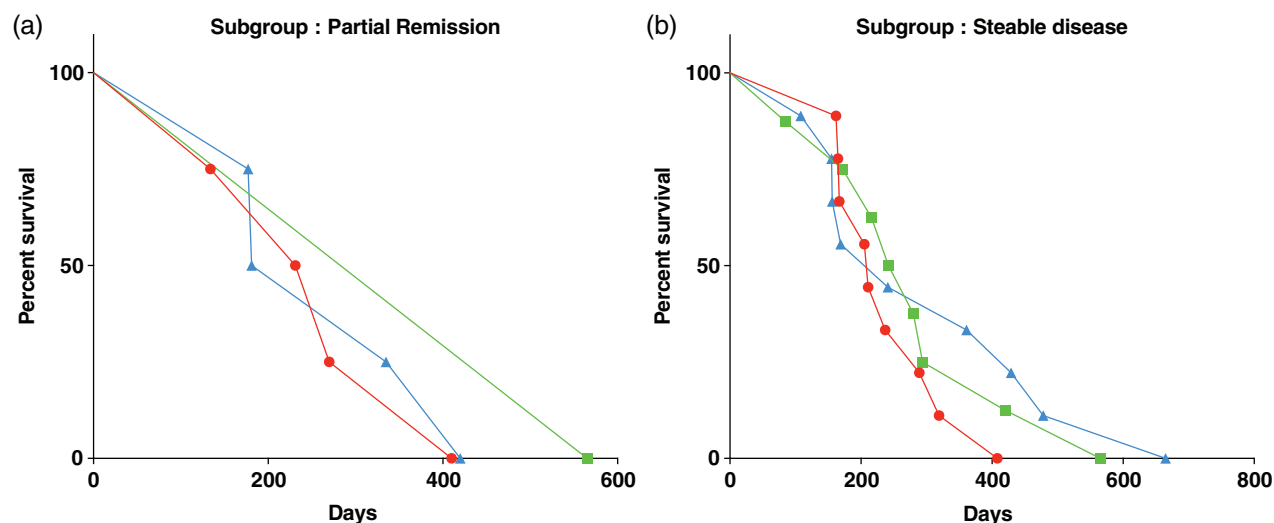 (a)
Subgroup : Partial Remission
100
50
0
Percent survival
0 200 400 600
Days
(b)
Subgroup : Steable disease
100
50
0
Percent survival
0 200 400 600 800
Days